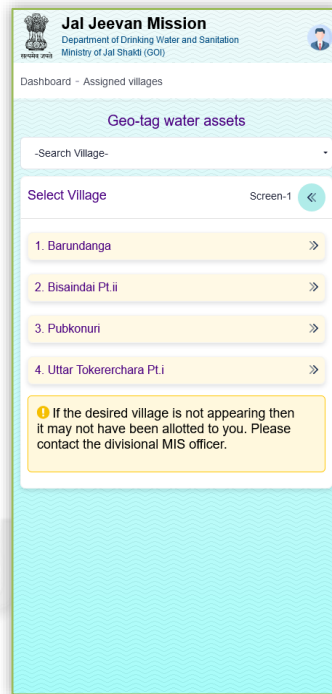 Jal Jeevan Mission
Department of Drinking Water and Sanitation
Ministry of Jal Shakti (GOI)
सत्यमेव जयते
Dashboard - Assigned villages
Geo-tag water assets
-Search Village-
Select Village
Screen-1
1. Barundanga
2. Bisaindai Pt.ii
3. Pubkonuri
4. Uttar Tokererchara Pt.i
If the desired village is not appearing then
it may not have been allotted to you. Please
contact the divisional MIS officer.